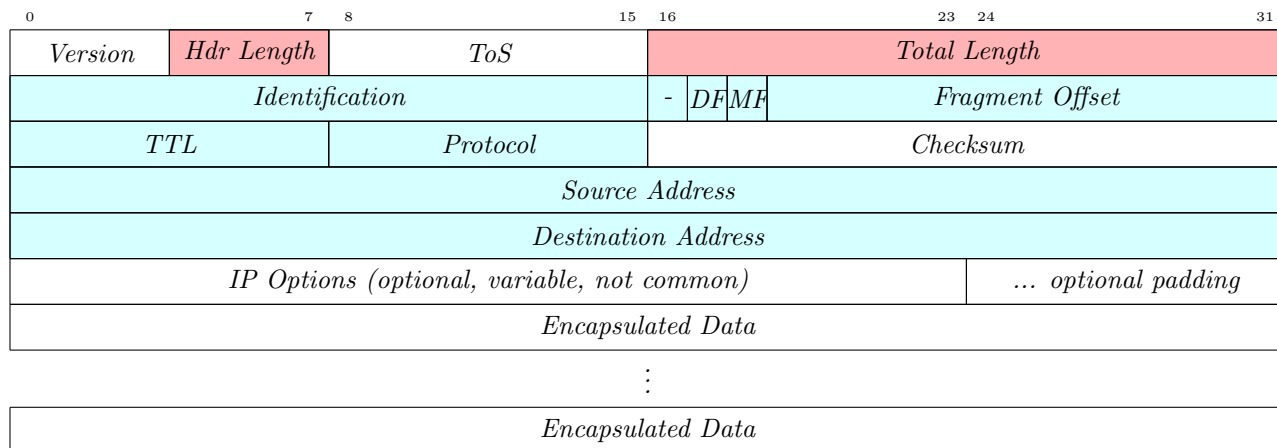 0 7 8 15 16 23 24 31
Version Hdr Length ToS Total Length
Identification - DF MF Fragment Offset
TTL Protocol Checksum
Source Address
Destination Address
IP Options (optional, variable, not common) ... optional padding
Encapsulated Data
⋮
Encapsulated Data